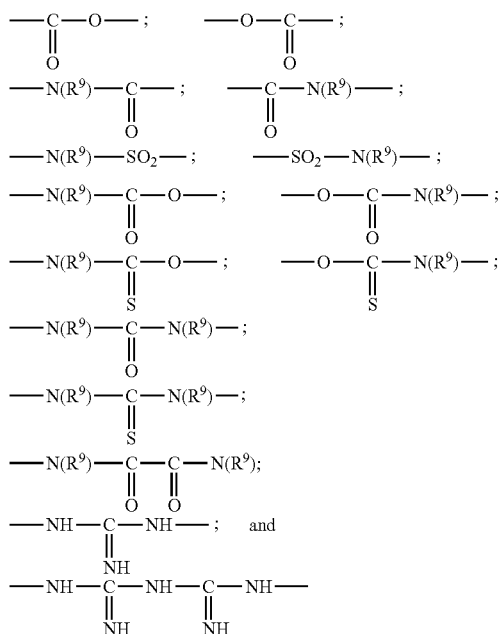 —C—O— ; —O—C— ;
O O
—N(R⁹)—C— ; —C—N(R⁹)— ;
O O
—N(R⁹)—SO₂— ; —SO₂—N(R⁹)— ;
—N(R⁹)—C—O— ; —O—C—N(R⁹)— ;
O O
—N(R⁹)—C—O— ; —O—C—N(R⁹)— ;
S S
—N(R⁹)—C—N(R⁹)— ;
O
—N(R⁹)—C—N(R⁹)— ;
S
—N(R⁹)—C—C—N(R⁹);
O O
—NH—C—NH— ; and
NH
—NH—C—NH—C—NH—
NH NH